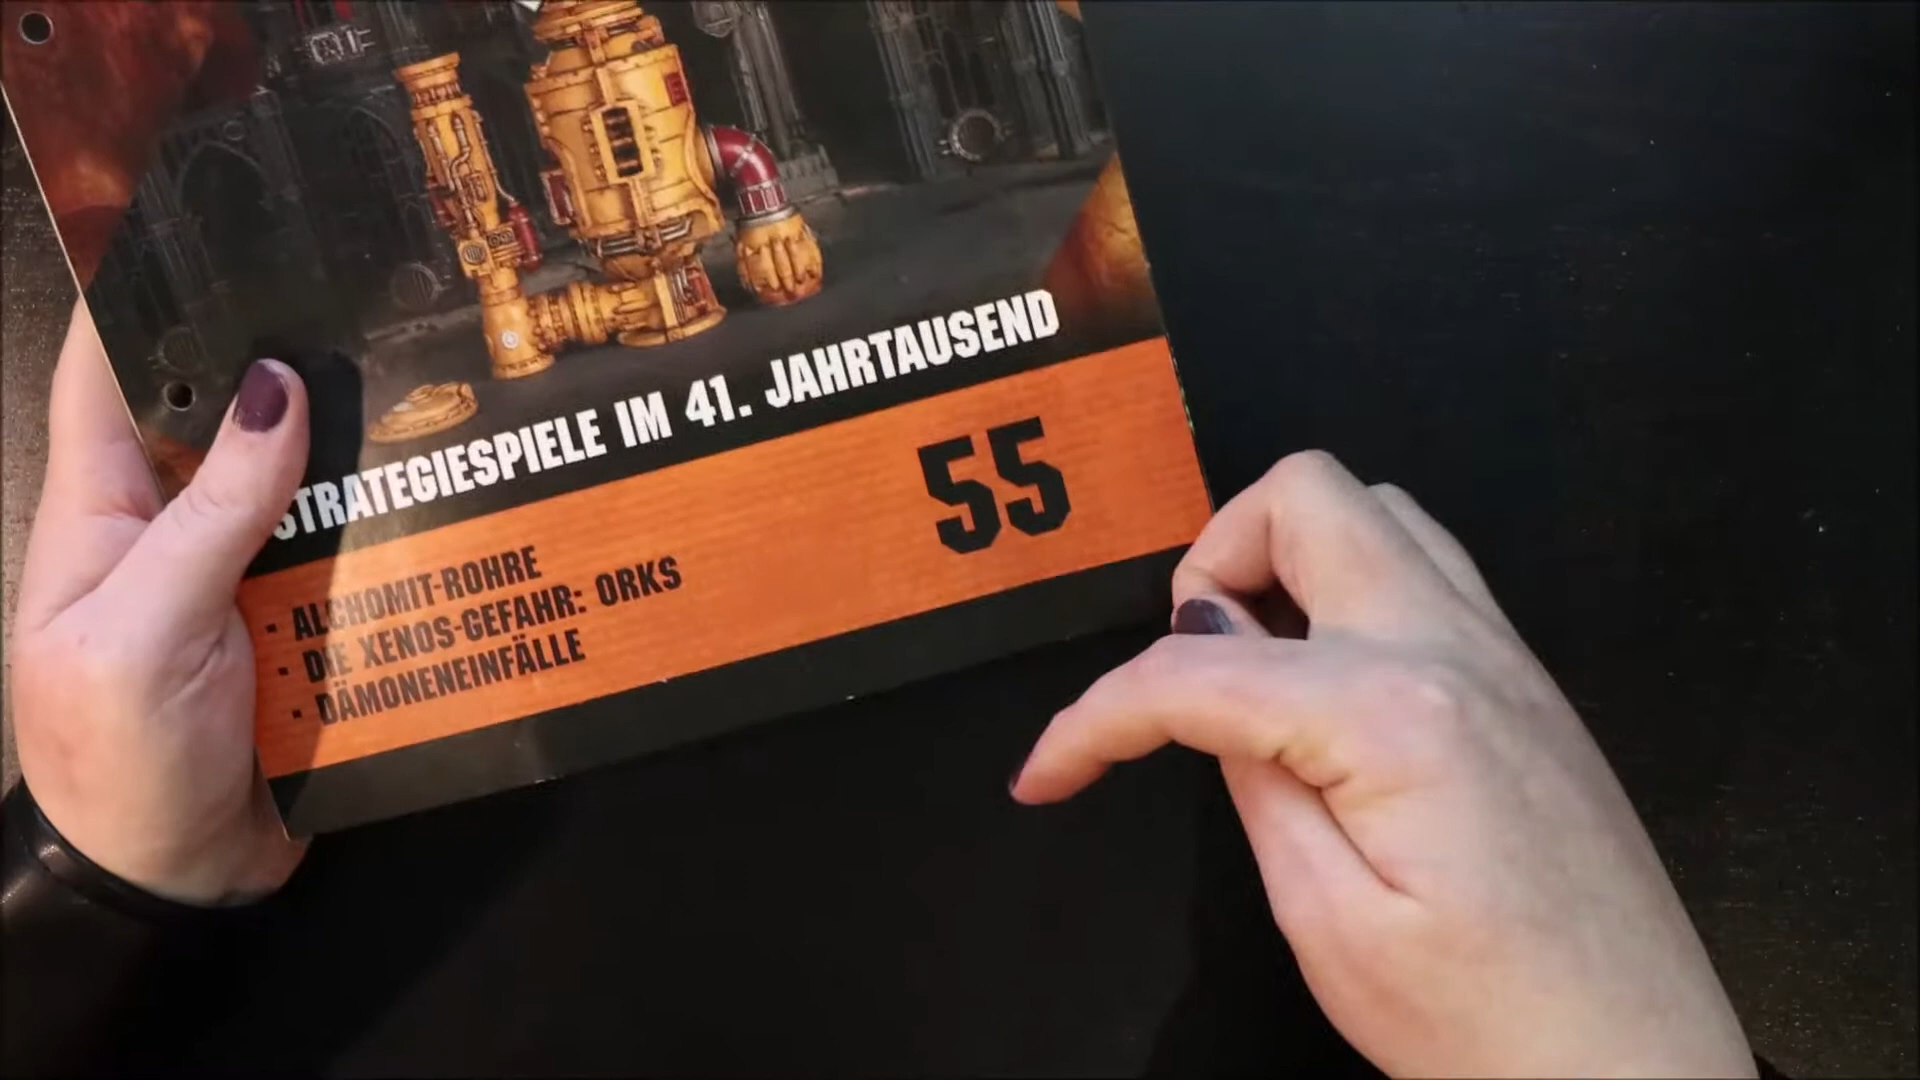 STRATEGIESPIELE IM 41. JAHRTAUSEND
55
- ALCHOMIT-ROHRE
- DIE XENOS-GEFAHR: ORKS
- DÄMONENEINFÄLLE